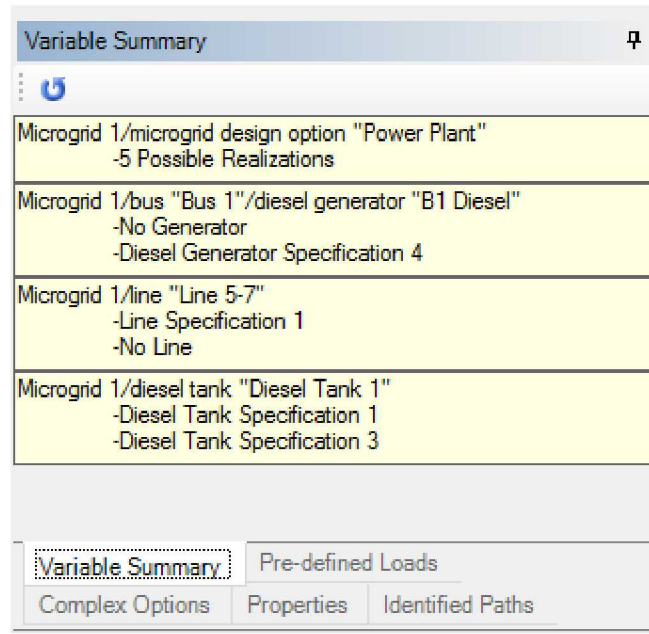 Variable Summary
Microgrid 1/microgrid design option "Power Plant"
-5 Possible Realizations
Microgrid 1/bus "Bus 1"/diesel generator "B1 Diesel"
-No Generator
-Diesel Generator Specification 4
Microgrid 1/line "Line 5-7"
-Line Specification 1
-No Line
Microgrid 1/diesel tank "Diesel Tank 1"
-Diesel Tank Specification 1
-Diesel Tank Specification 3
Variable Summary Pre-defined Loads
Complex Options Properties Identified Paths